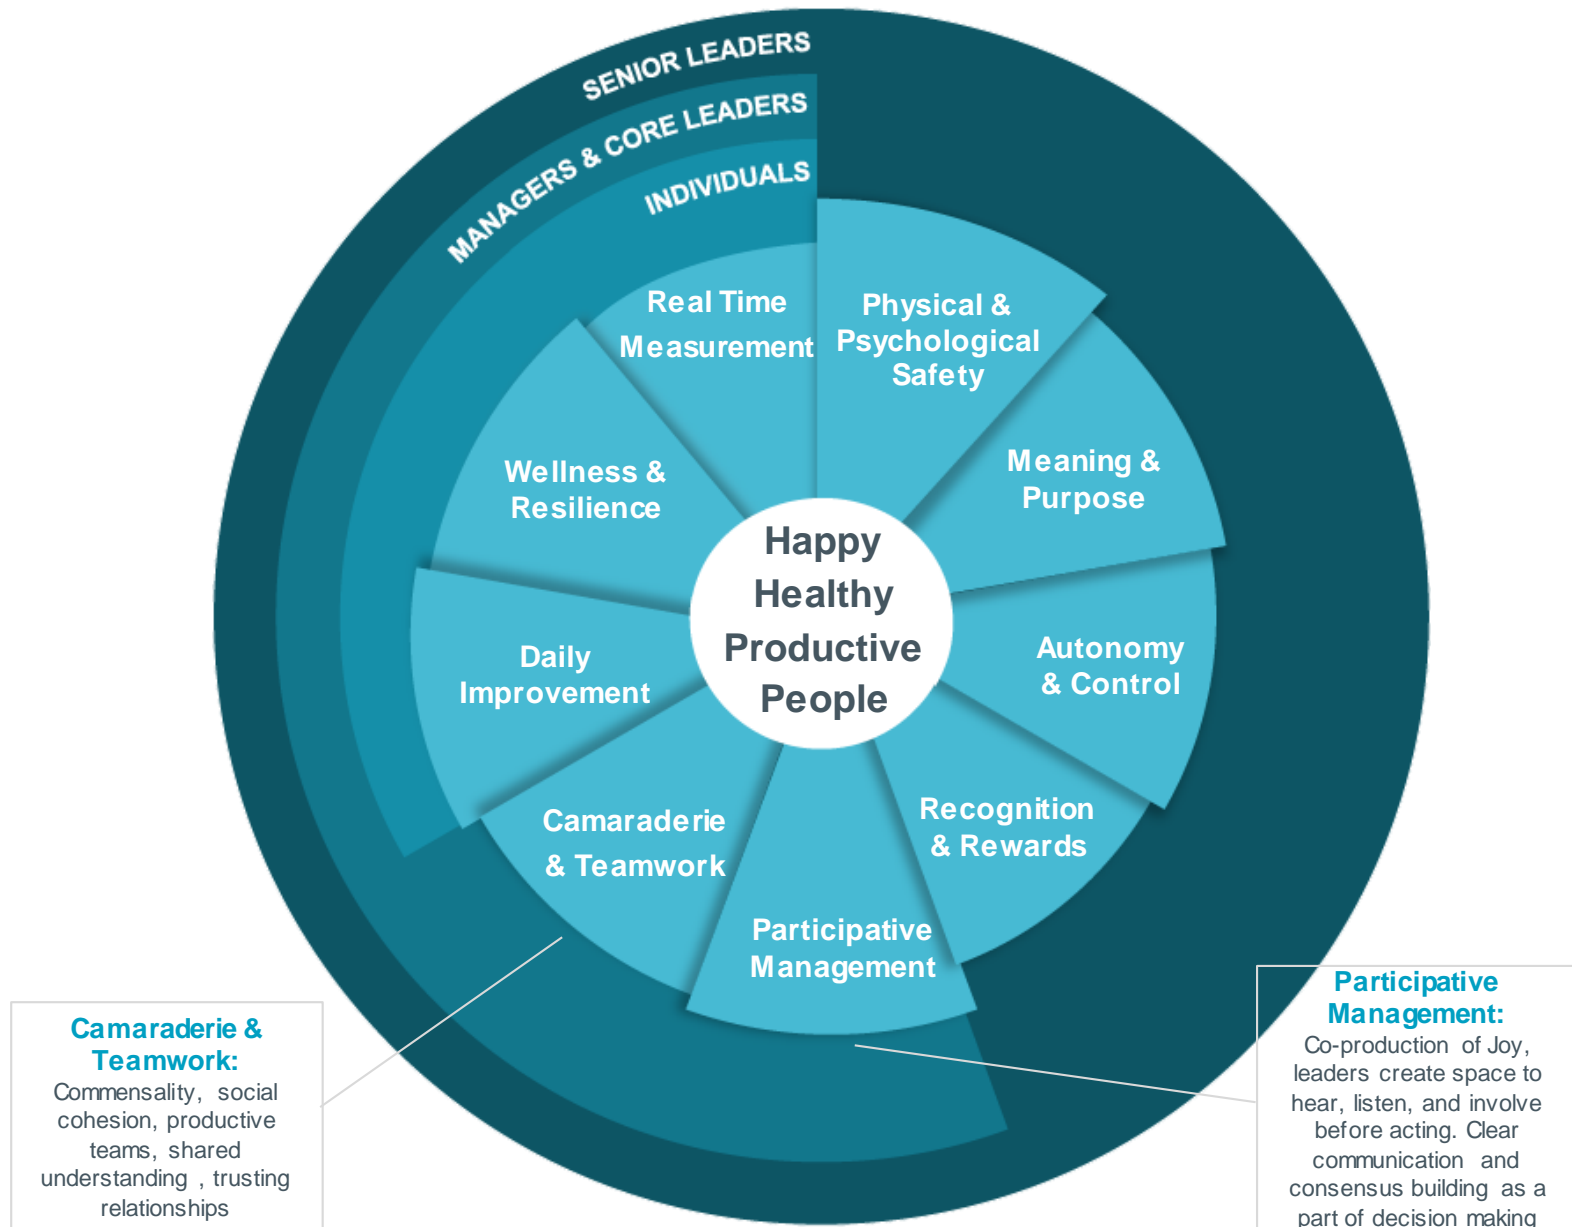 SENIOR LEADERS
MANAGERS & CORE LEADERS
INDIVIDUALS
Real Time
Measurement
Physical &
Psychological
Safety
Meaning &
Purpose
Autonomy
& Control
Recognition
& Rewards
Participative
Management
Camaraderie
& Teamwork
Daily
Improvement
Wellness &
Resilience
Happy
Healthy
Productive
People
Camaraderie &
Teamwork:
Commensality, social
cohesion, productive
teams, shared
understanding , trusting
relationships
Participative
Management:
Co-production of Joy,
leaders create space to
hear, listen, and involve
before acting. Clear
communication and
consensus building as a
part of decision making